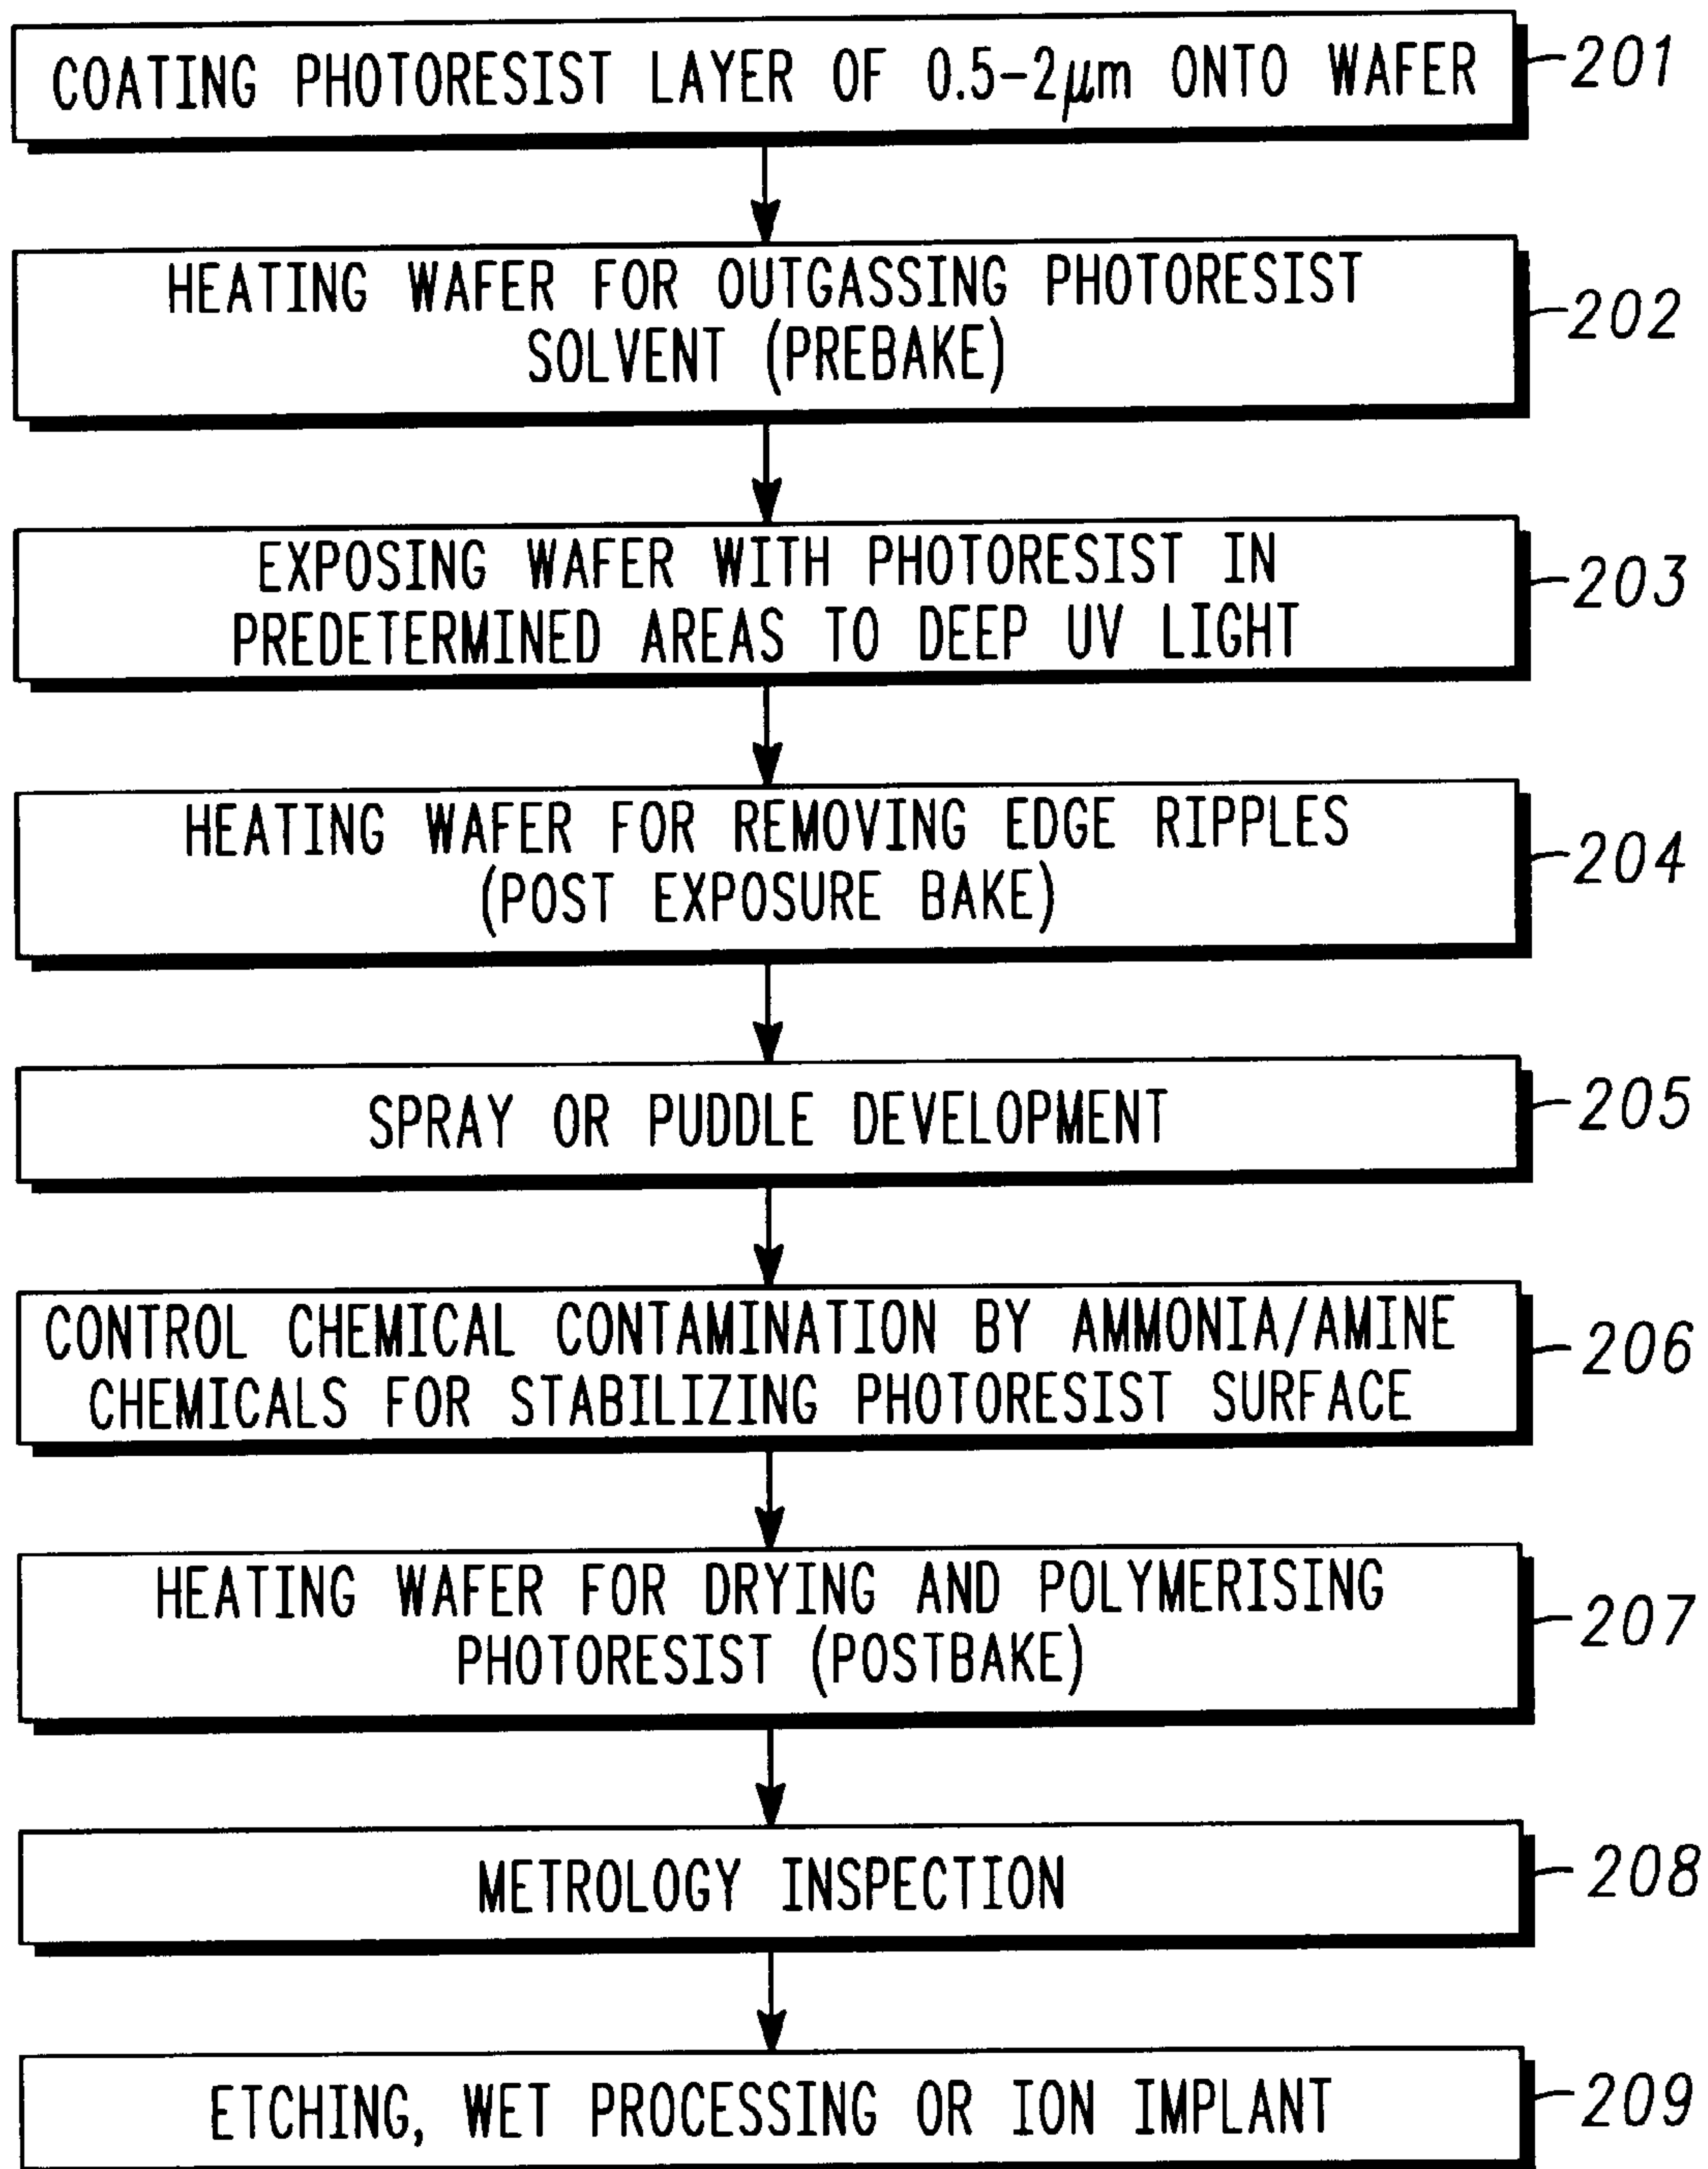 COATING PHOTORESIST LAYER OF 0.5-2μm ONTO WAFER
201
HEATING WAFER FOR OUTGASSING PHOTORESIST
SOLVENT (PREBAKE)
202
EXPOSING WAFER WITH PHOTORESIST IN
PREDETERMINED AREAS TO DEEP UV LIGHT
203
HEATING WAFER FOR REMOVING EDGE RIPPLES
(POST EXPOSURE BAKE)
204
SPRAY OR PUDDLE DEVELOPMENT
205
CONTROL CHEMICAL CONTAMINATION BY AMMONIA/AMINE
CHEMICALS FOR STABILIZING PHOTORESIST SURFACE
206
HEATING WAFER FOR DRYING AND POLYMERISING
PHOTORESIST (POSTBAKE)
207
METROLOGY INSPECTION
208
ETCHING, WET PROCESSING OR ION IMPLANT
209